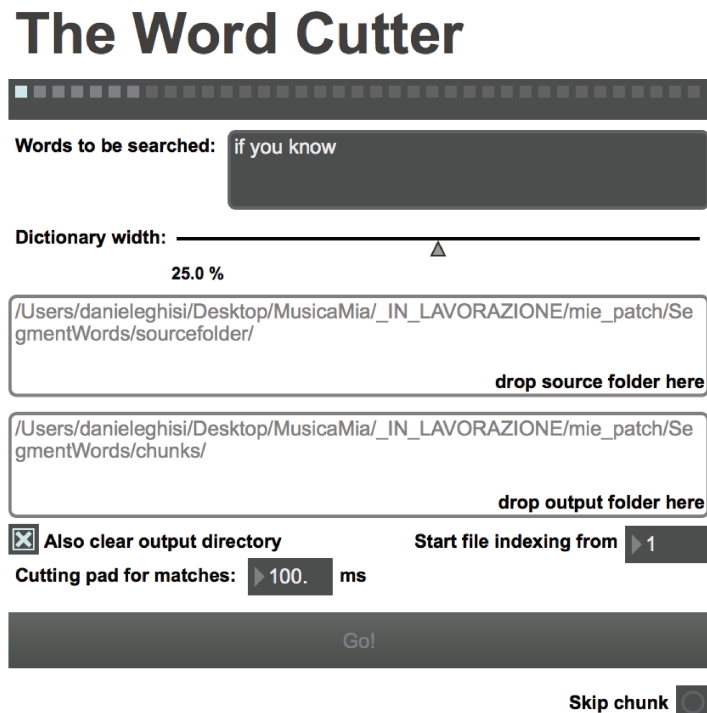 The Word Cutter
Words to be searched: if you know
Dictionary width:
25.0 %
/Users/danieleghisi/Desktop/MusicaMia/_IN_LAVORAZIONE/mie_patch/Se
gmentWords/sourcefolder/
drop source folder here
/Users/danieleghisi/Desktop/MusicaMia/_IN_LAVORAZIONE/mie_patch/Se
gmentWords/chunks/
drop output folder here
Also clear output directory Start file indexing from 1
Cutting pad for matches: 100. ms
Go!
Skip chunk